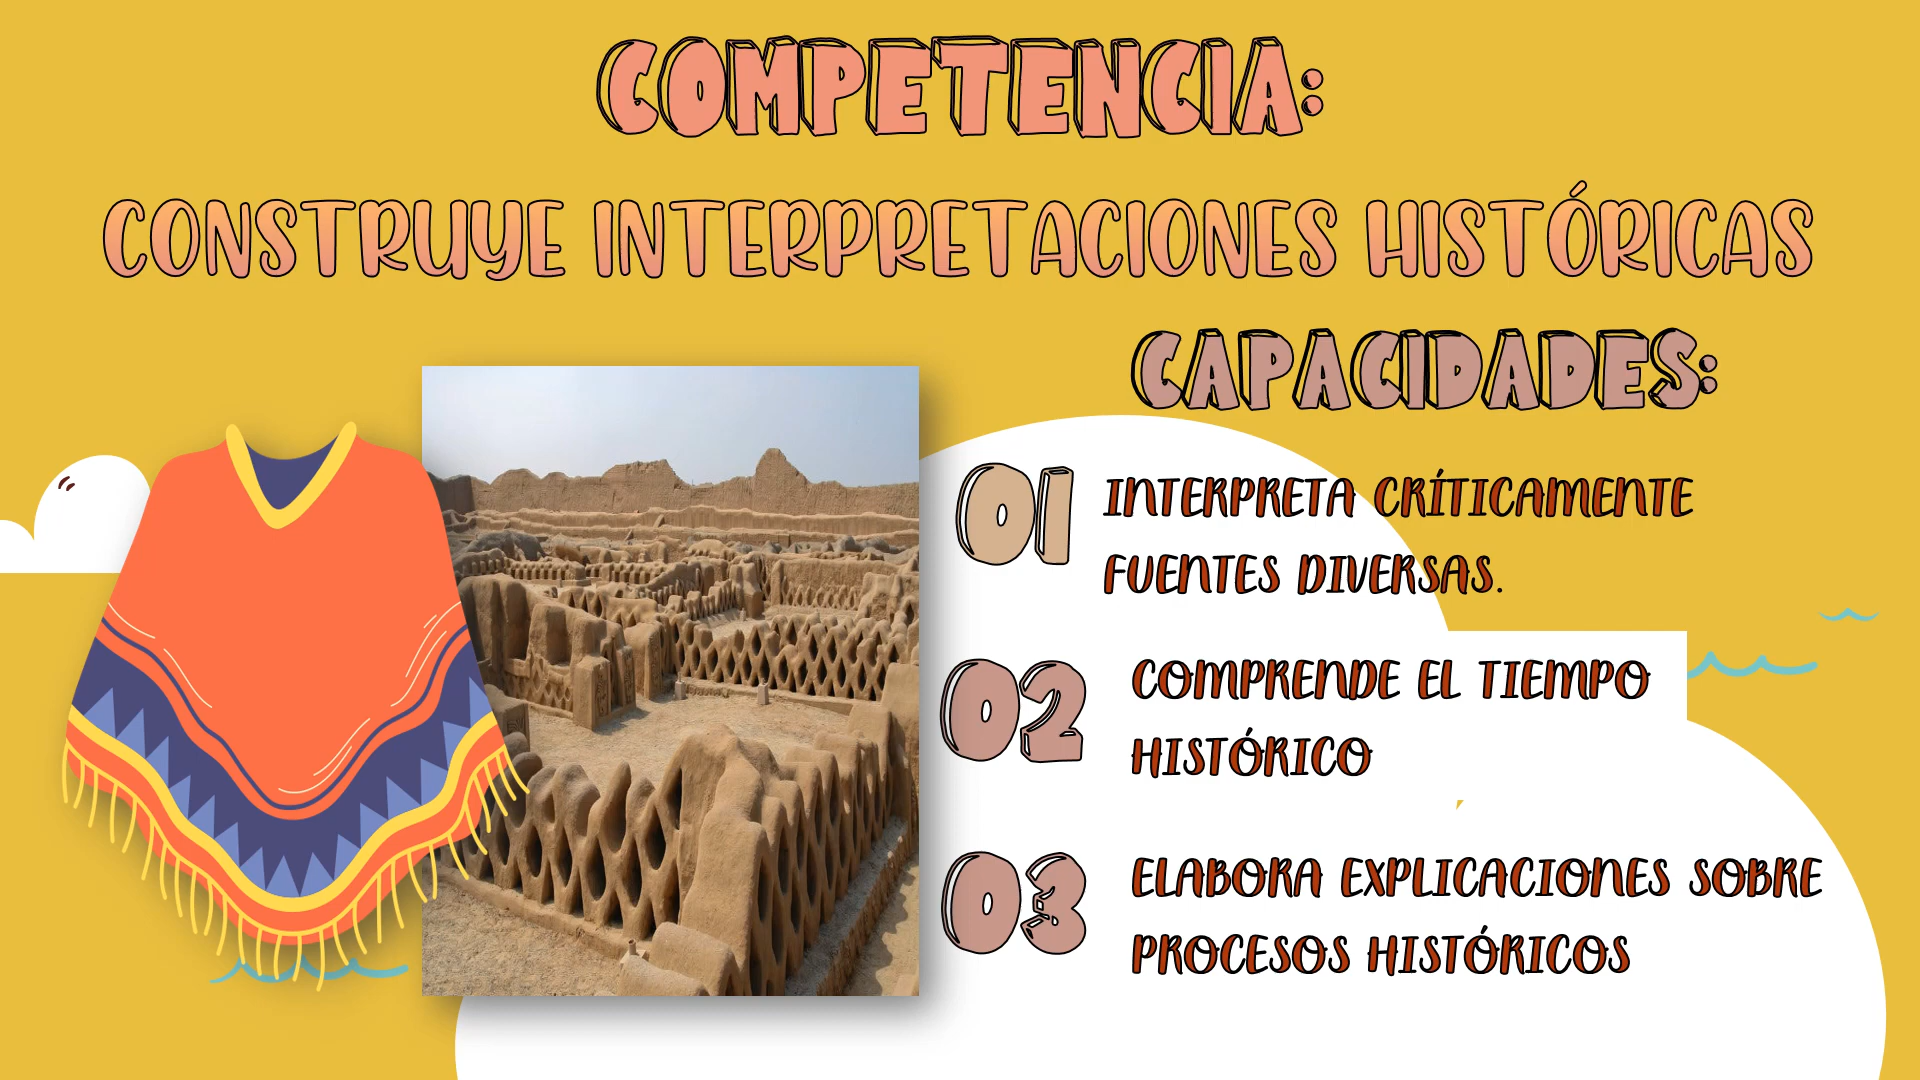 COMPETENCIA:
CONSTRUYE INTERPRETACIONES HISTÓRICAS
CAPACIDADES:
01 INTERPRETA CRÍTICAMENTE
FUENTES DIVERSAS.
02 COMPRENDE EL TIEMPO
HISTÓRICO
03 ELABORA EXPLICACIONES SOBRE
PROCESOS HISTÓRICOS